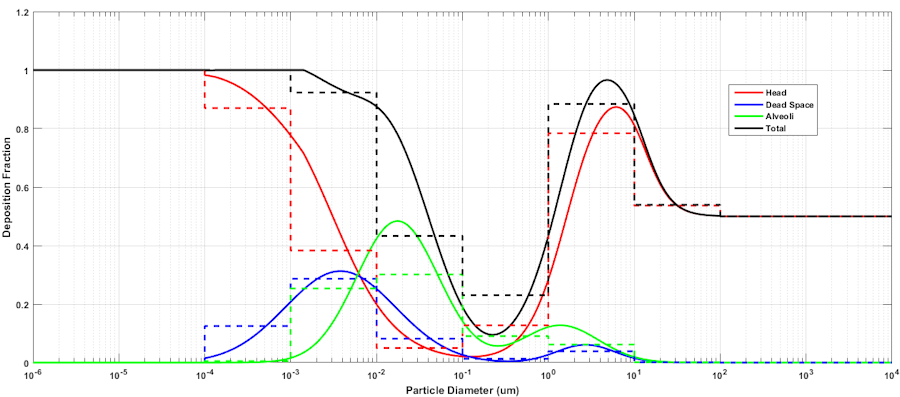 1.2
1
0.8
0.6
0.4
0.2
0
Deposition Fraction
Head
Dead Space
Alveoli
Total
10^-6 10^-5 10^-4 10^-3 10^-2 10^-1 10^0 10^1 10^2 10^3 10^4
Particle Diameter (um)